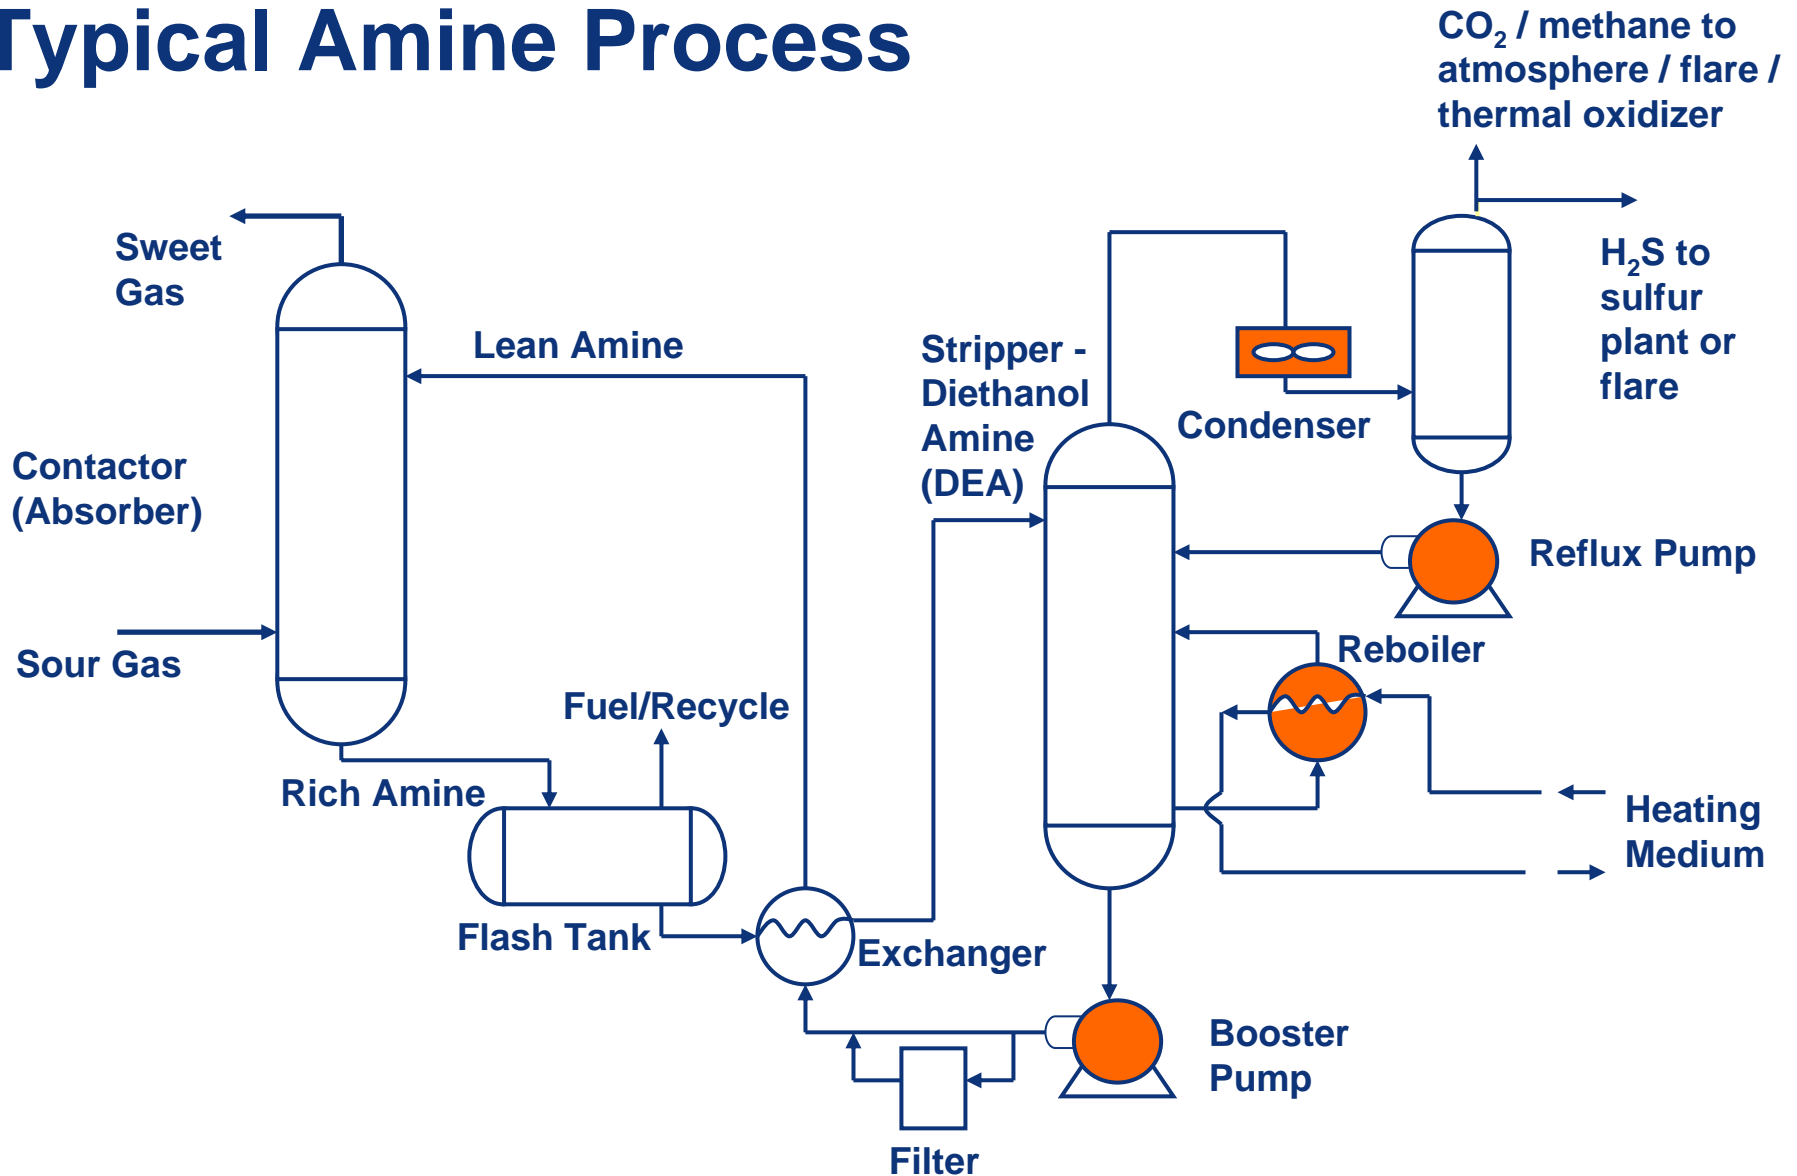 Typical Amine Process
CO₂ / methane to
atmosphere / flare /
thermal oxidizer
Sweet
Gas
H₂S to
sulfur
plant or
flare
Lean Amine
Stripper -
Diethanol
Amine
(DEA)
Condenser
Contactor
(Absorber)
Reflux Pump
Sour Gas
Reboiler
Fuel/Recycle
Rich Amine
Heating
Medium
Flash Tank
Exchanger
Booster
Pump
Filter